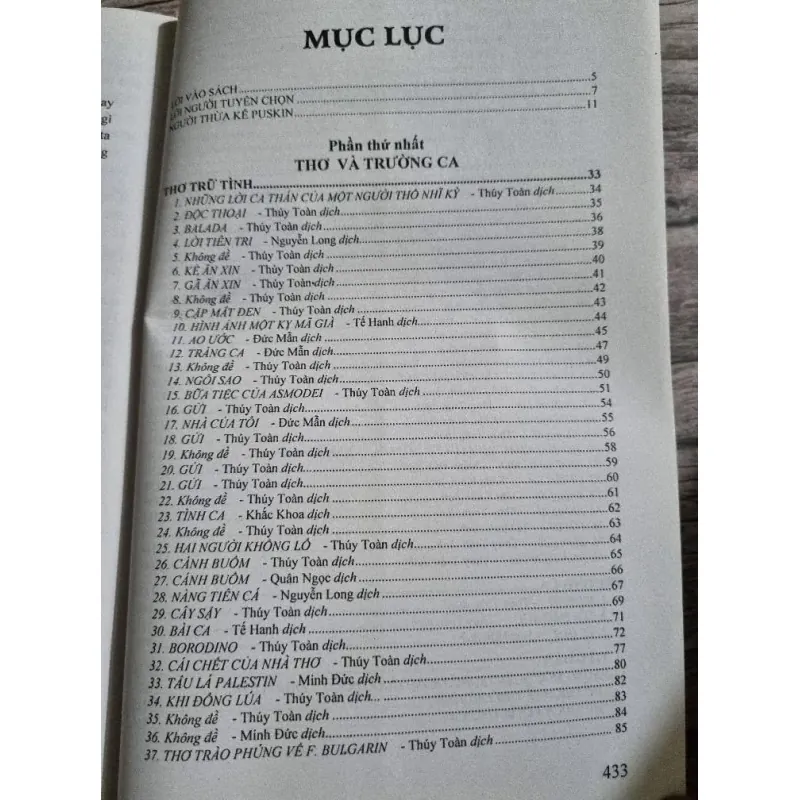 MỤC LỤC
ay
gi
ta
g
LỜI VÀO SÁCH 5
LỜI NGƯỜI TUYỂN CHỌN 7
NGƯỜI THỪA KẾ PUSKIN 11
Phần thứ nhất
THƠ VÀ TRƯỜNG CA
THƠ TRỮ TÌNH 33
1. NHỮNG LỜI CA THÁN CỦA MỘT NGƯỜI THỔ NHĨ KỲ - Thúy Toàn dịch 34
2. ĐỘC THOẠI - Thúy Toàn dịch 35
3. BALADA - Thúy Toàn dịch 36
4. LỜI TIÊN TRI - Nguyễn Long dịch 38
5. Không đề - Thúy Toàn dịch 39
6. KẺ ĂN XIN - Thúy Toàn dịch 40
7. GÃ ĂN XIN - Thúy Toàn dịch 41
8. Không đề - Thúy Toàn dịch 42
9. CẶP MẮT ĐEN - Thúy Toàn dịch 43
10. HÌNH ẢNH MỘT KỴ MÃ GIÀ - Tế Hanh dịch 44
11. AO ƯỚC - Đức Mẫn dịch 45
12. TRẢNG CA - Đức Mẫn dịch 47
13. Không đề - Thúy Toàn dịch 49
14. NGÔI SAO - Thúy Toàn dịch 50
15. BỮA TIỆC CỦA ASMODEI - Thúy Toàn dịch 51
16. GỬI - Thúy Toàn dịch 54
17. NHÀ CỦA TÔI - Đức Mẫn dịch 55
18. GỬI - Thúy Toàn dịch 56
19. Không đề - Thúy Toàn dịch 58
20. GỬI - Thúy Toàn dịch 59
21. GỬI - Thúy Toàn dịch 60
22. Không đề - Thúy Toàn dịch 61
23. TÌNH CA - Khắc Khoa dịch 62
24. Không đề - Thúy Toàn dịch 63
25. HAI NGƯỜI KHỔNG LỒ - Thúy Toàn dịch 64
26. CÁNH BUỒM - Thúy Toàn dịch 65
27. CÁNH BUỒM - Quân Ngọc dịch 66
28. NÀNG TIÊN CÁ - Nguyễn Long dịch 67
29. CÂY SẬY - Thúy Toàn dịch 69
30. BÀI CA - Tế Hanh dịch 71
31. BORODINO - Thúy Toàn dịch 72
32. CÁI CHẾT CỦA NHÀ THƠ - Thúy Toàn dịch 77
33. TÀU LÁ PALESTIN - Minh Đức dịch 80
34. KHI ĐỒNG LÚA - Thúy Toàn dịch 82
35. Không đề - Thúy Toàn dịch 83
36. Không đề - Minh Đức dịch 84
37. THƠ TRÀO PHÚNG VỀ F. BULGARIN - Thúy Toàn dịch 85
433